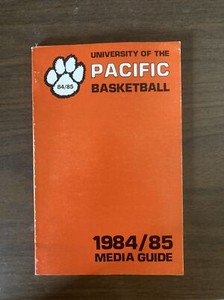 UNIVERSITY OF THE
PACIFIC
BASKETBALL
84/85
1984/85
MEDIA GUIDE